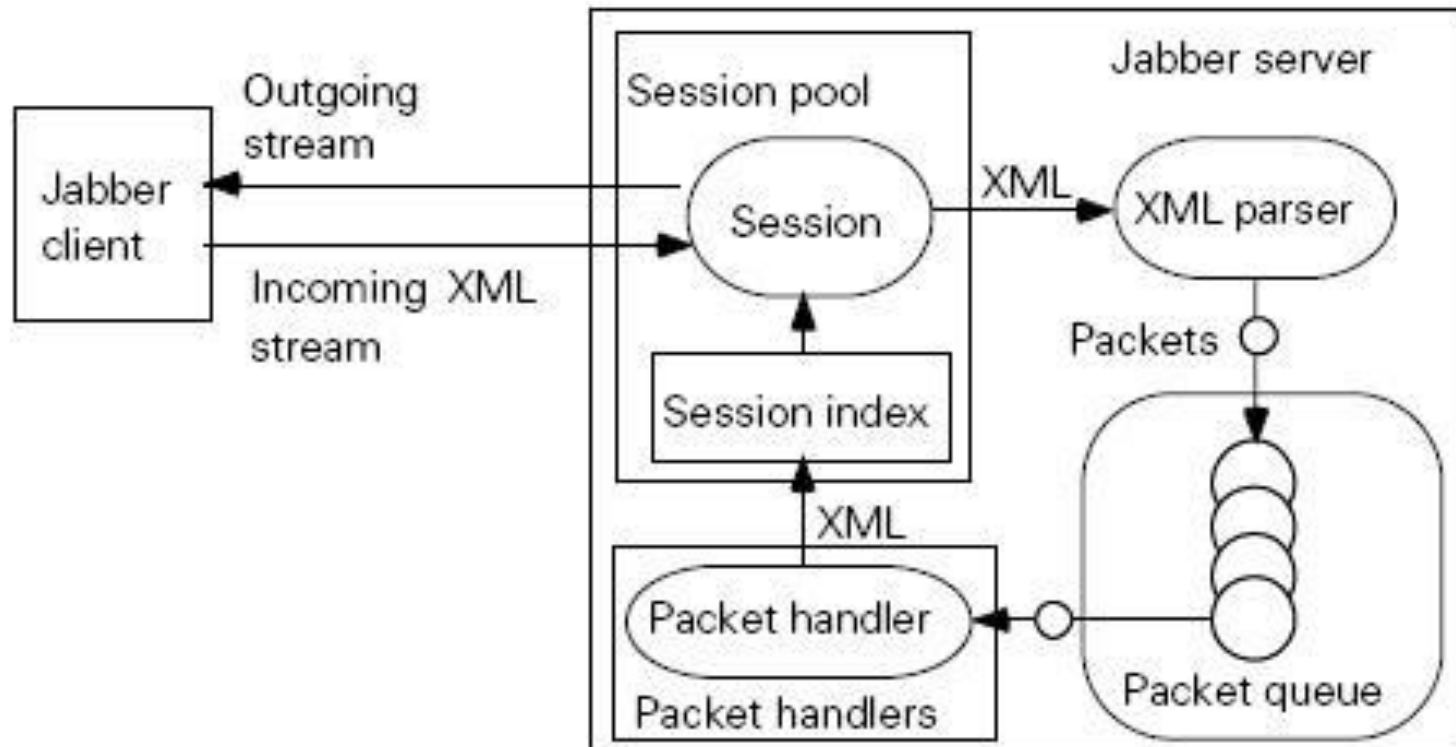 Jabber server
Session pool
Outgoing
stream
Jabber
client
Session
XML
XML parser
Incoming XML
stream
Packets
Session index
XML
Packet handler
Packet handlers
Packet queue